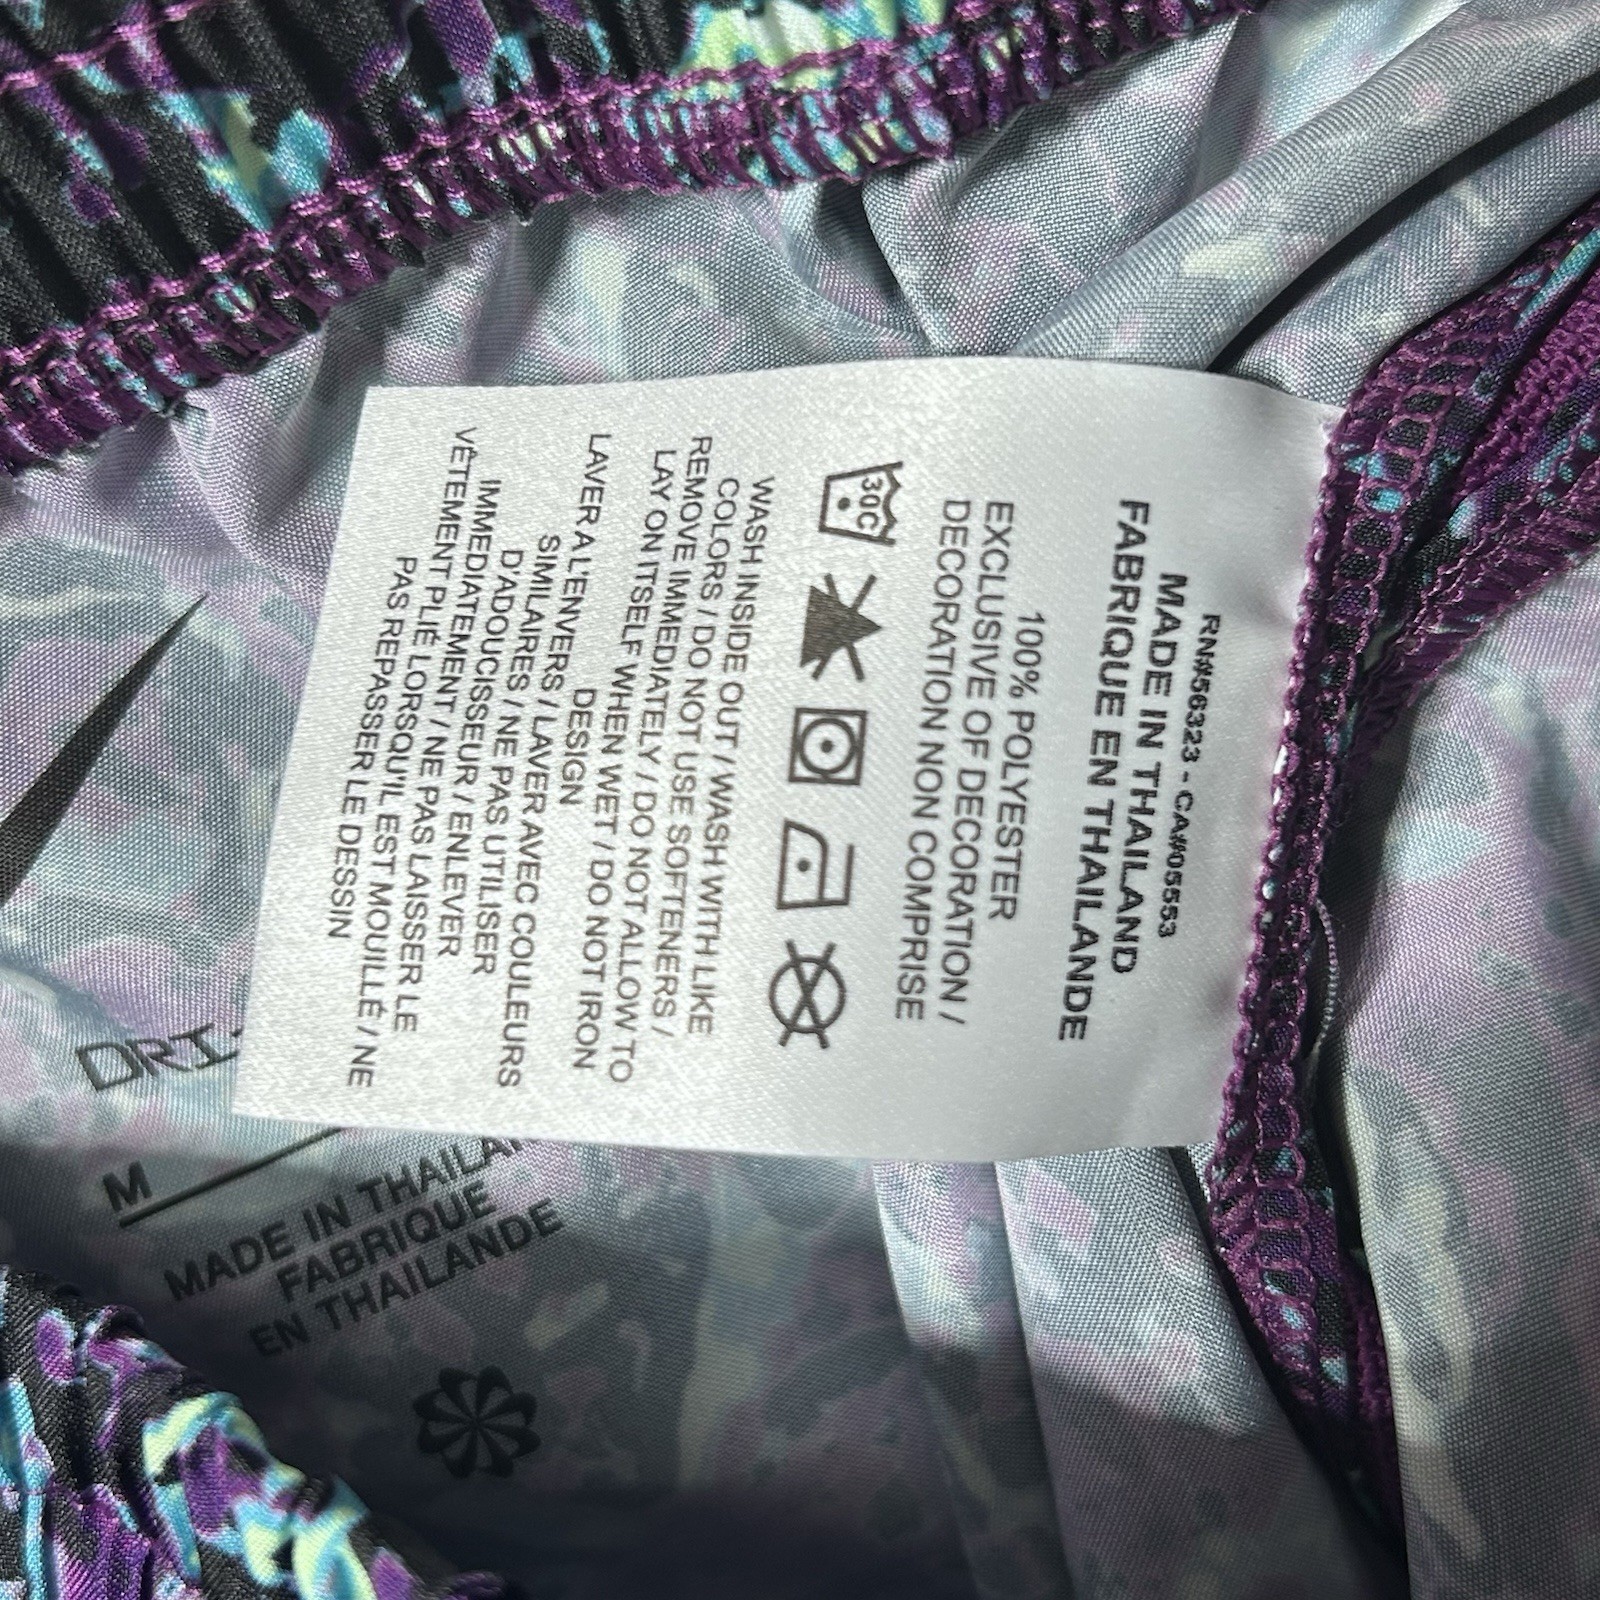 RN#56323 - CA#05553
MADE IN THAILAND
FABRIQUE EN THAILANDE
100% POLYESTER
EXCLUSIVE OF DECORATION /
DECORATION NON COMPRISE
30C
WASH INSIDE OUT / WASH WITH LIKE
COLORS / DO NOT USE SOFTENERS /
REMOVE IMMEDIATELY / DO NOT ALLOW TO
LAY ON ITSELF WHEN WET / DO NOT IRON
DESIGN
LAVER A L'ENVERS / LAVER AVEC COULEURS
SIMILAIRES / NE PAS UTILISER
D'ADOUCISSEUR / ENLEVER
IMMEDIATEMENT / NE PAS LAISSER LE
VÊTEMENT PLIÉ LORSQU'IL EST MOUILLÉ / NE
PAS REPASSER LE DESSIN
DRI-
M
MADE IN THAILAN
FABRIQUE
EN THAILANDE